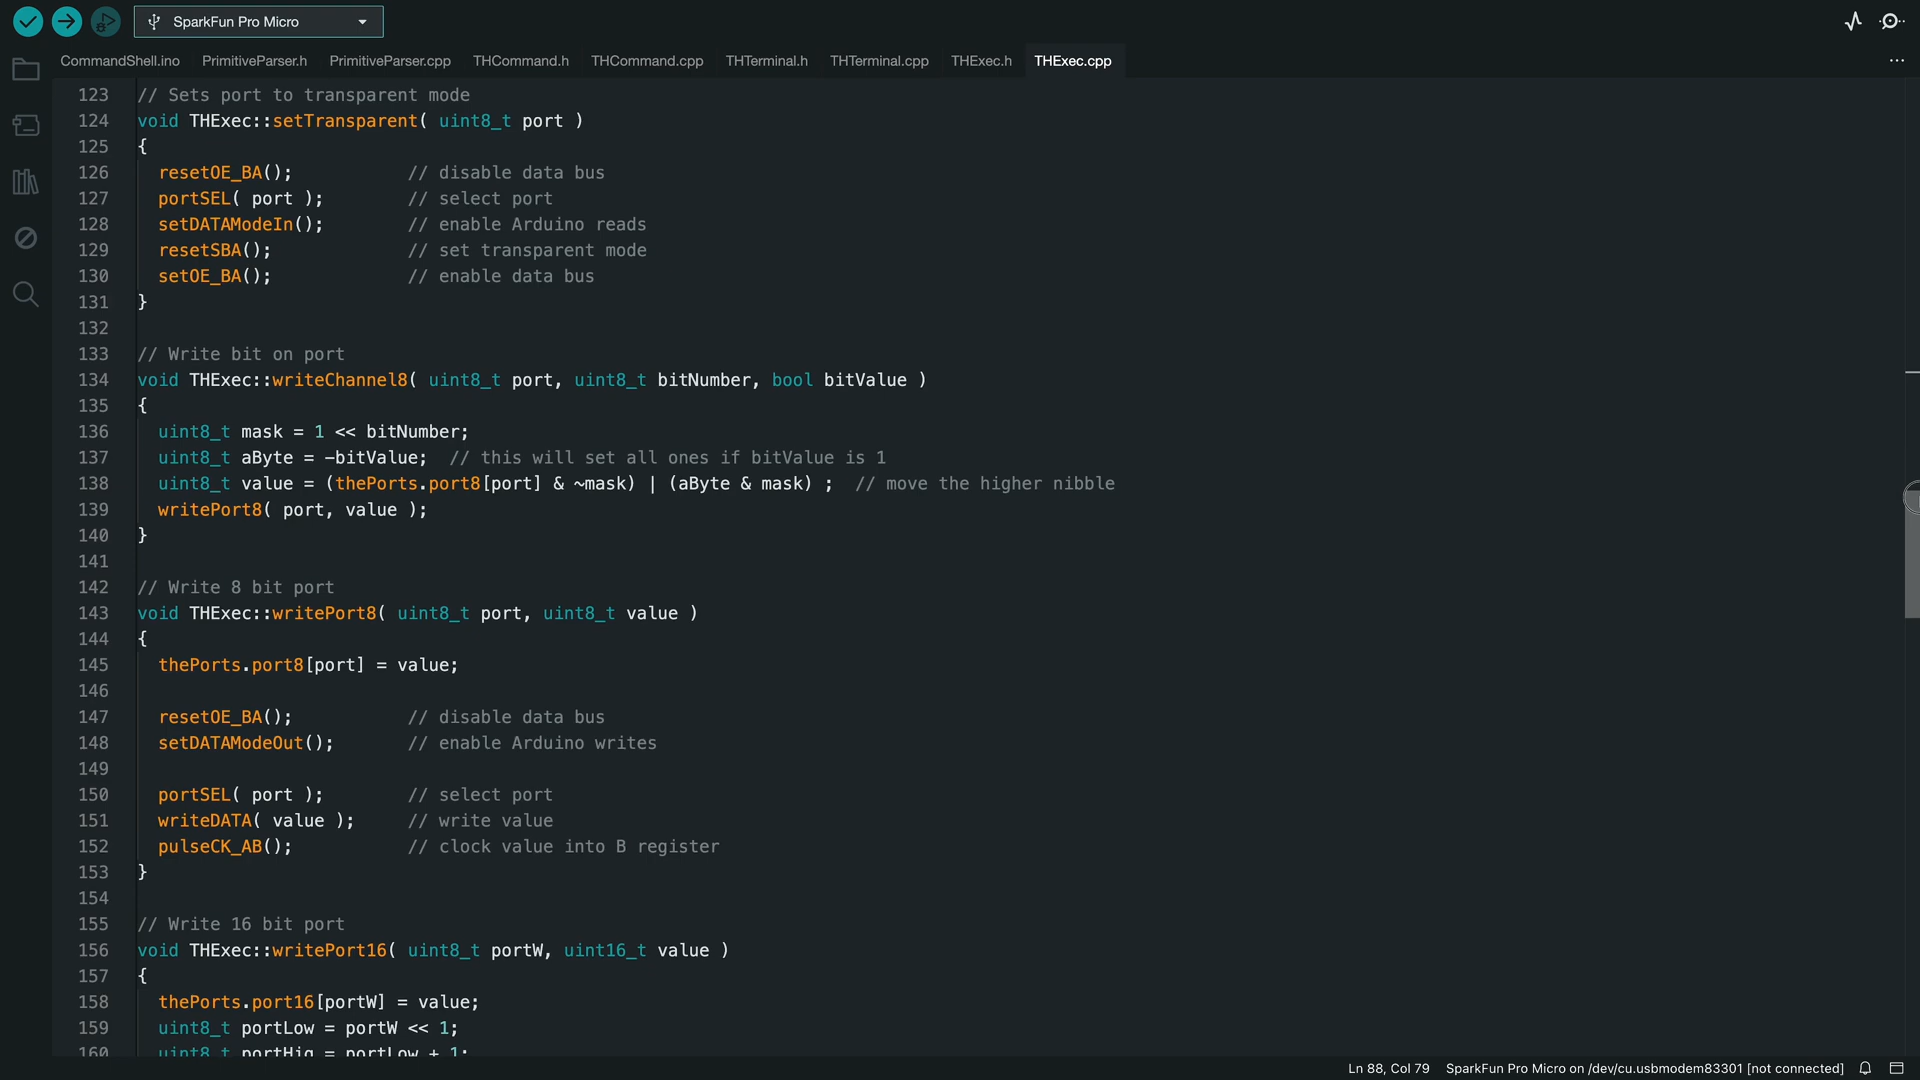 SparkFun Pro Micro
CommandShell.ino PrimitiveParser.h PrimitiveParser.cpp THCommand.h THCommand.cpp THTerminal.h THTerminal.cpp THExec.h THExec.cpp ...
123 // Sets port to transparent mode
124 void THExec::setTransparent( uint8_t port )
125 {
126 resetOE_BA(); // disable data bus
127 portSEL( port ); // select port
128 setDATAModeIn(); // enable Arduino reads
129 resetSBA(); // set transparent mode
130 setOE_BA(); // enable data bus
131 }
132
133 // Write bit on port
134 void THExec::writeChannel8( uint8_t port, uint8_t bitNumber, bool bitValue )
135 {
136 uint8_t mask = 1 << bitNumber;
137 uint8_t aByte = -bitValue; // this will set all ones if bitValue is 1
138 uint8_t value = (thePorts.port8[port] & ~mask) | (aByte & mask) ; // move the higher nibble
139 writePort8( port, value );
140 }
141
142 // Write 8 bit port
143 void THExec::writePort8( uint8_t port, uint8_t value )
144 {
145 thePorts.port8[port] = value;
146
147 resetOE_BA(); // disable data bus
148 setDATAModeOut(); // enable Arduino writes
149
150 portSEL( port ); // select port
151 writeDATA( value ); // write value
152 pulseCK_AB(); // clock value into B register
153 }
154
155 // Write 16 bit port
156 void THExec::writePort16( uint8_t portW, uint16_t value )
157 {
158 thePorts.port16[portW] = value;
159 uint8_t portLow = portW << 1;
160 uint8_t portHig = portLow + 1;
Ln 88, Col 79 SparkFun Pro Micro on /dev/cu.usbmodem83301 [not connected]